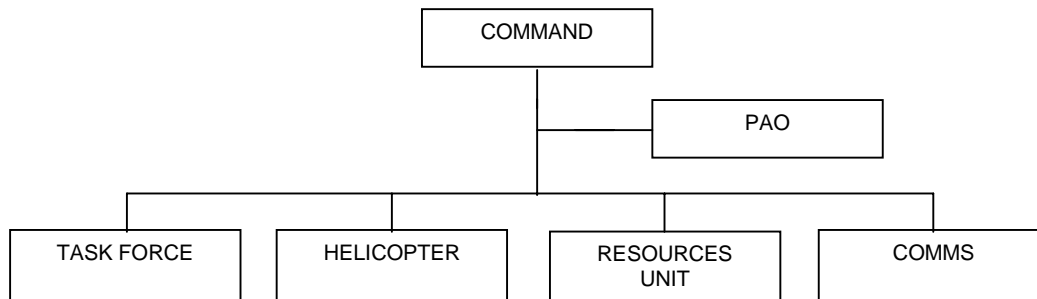 COMMAND
PAO
TASK FORCE
HELICOPTER
RESOURCES
UNIT
COMMS